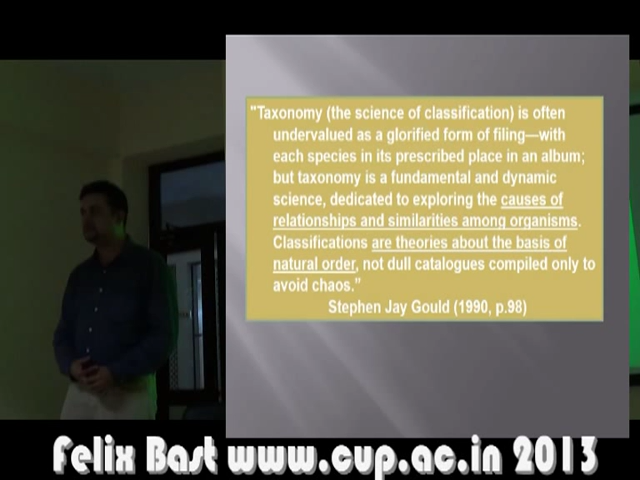 "Taxonomy (the science of classification) is often
undervalued as a glorified form of filing—with
each species in its prescribed place in an album;
but taxonomy is a fundamental and dynamic
science, dedicated to exploring the causes of
relationships and similarities among organisms.
Classifications are theories about the basis of
natural order, not dull catalogues compiled only to
avoid chaos."
Stephen Jay Gould (1990, p.98)
Felix Bast www.cup.ac.in 2013